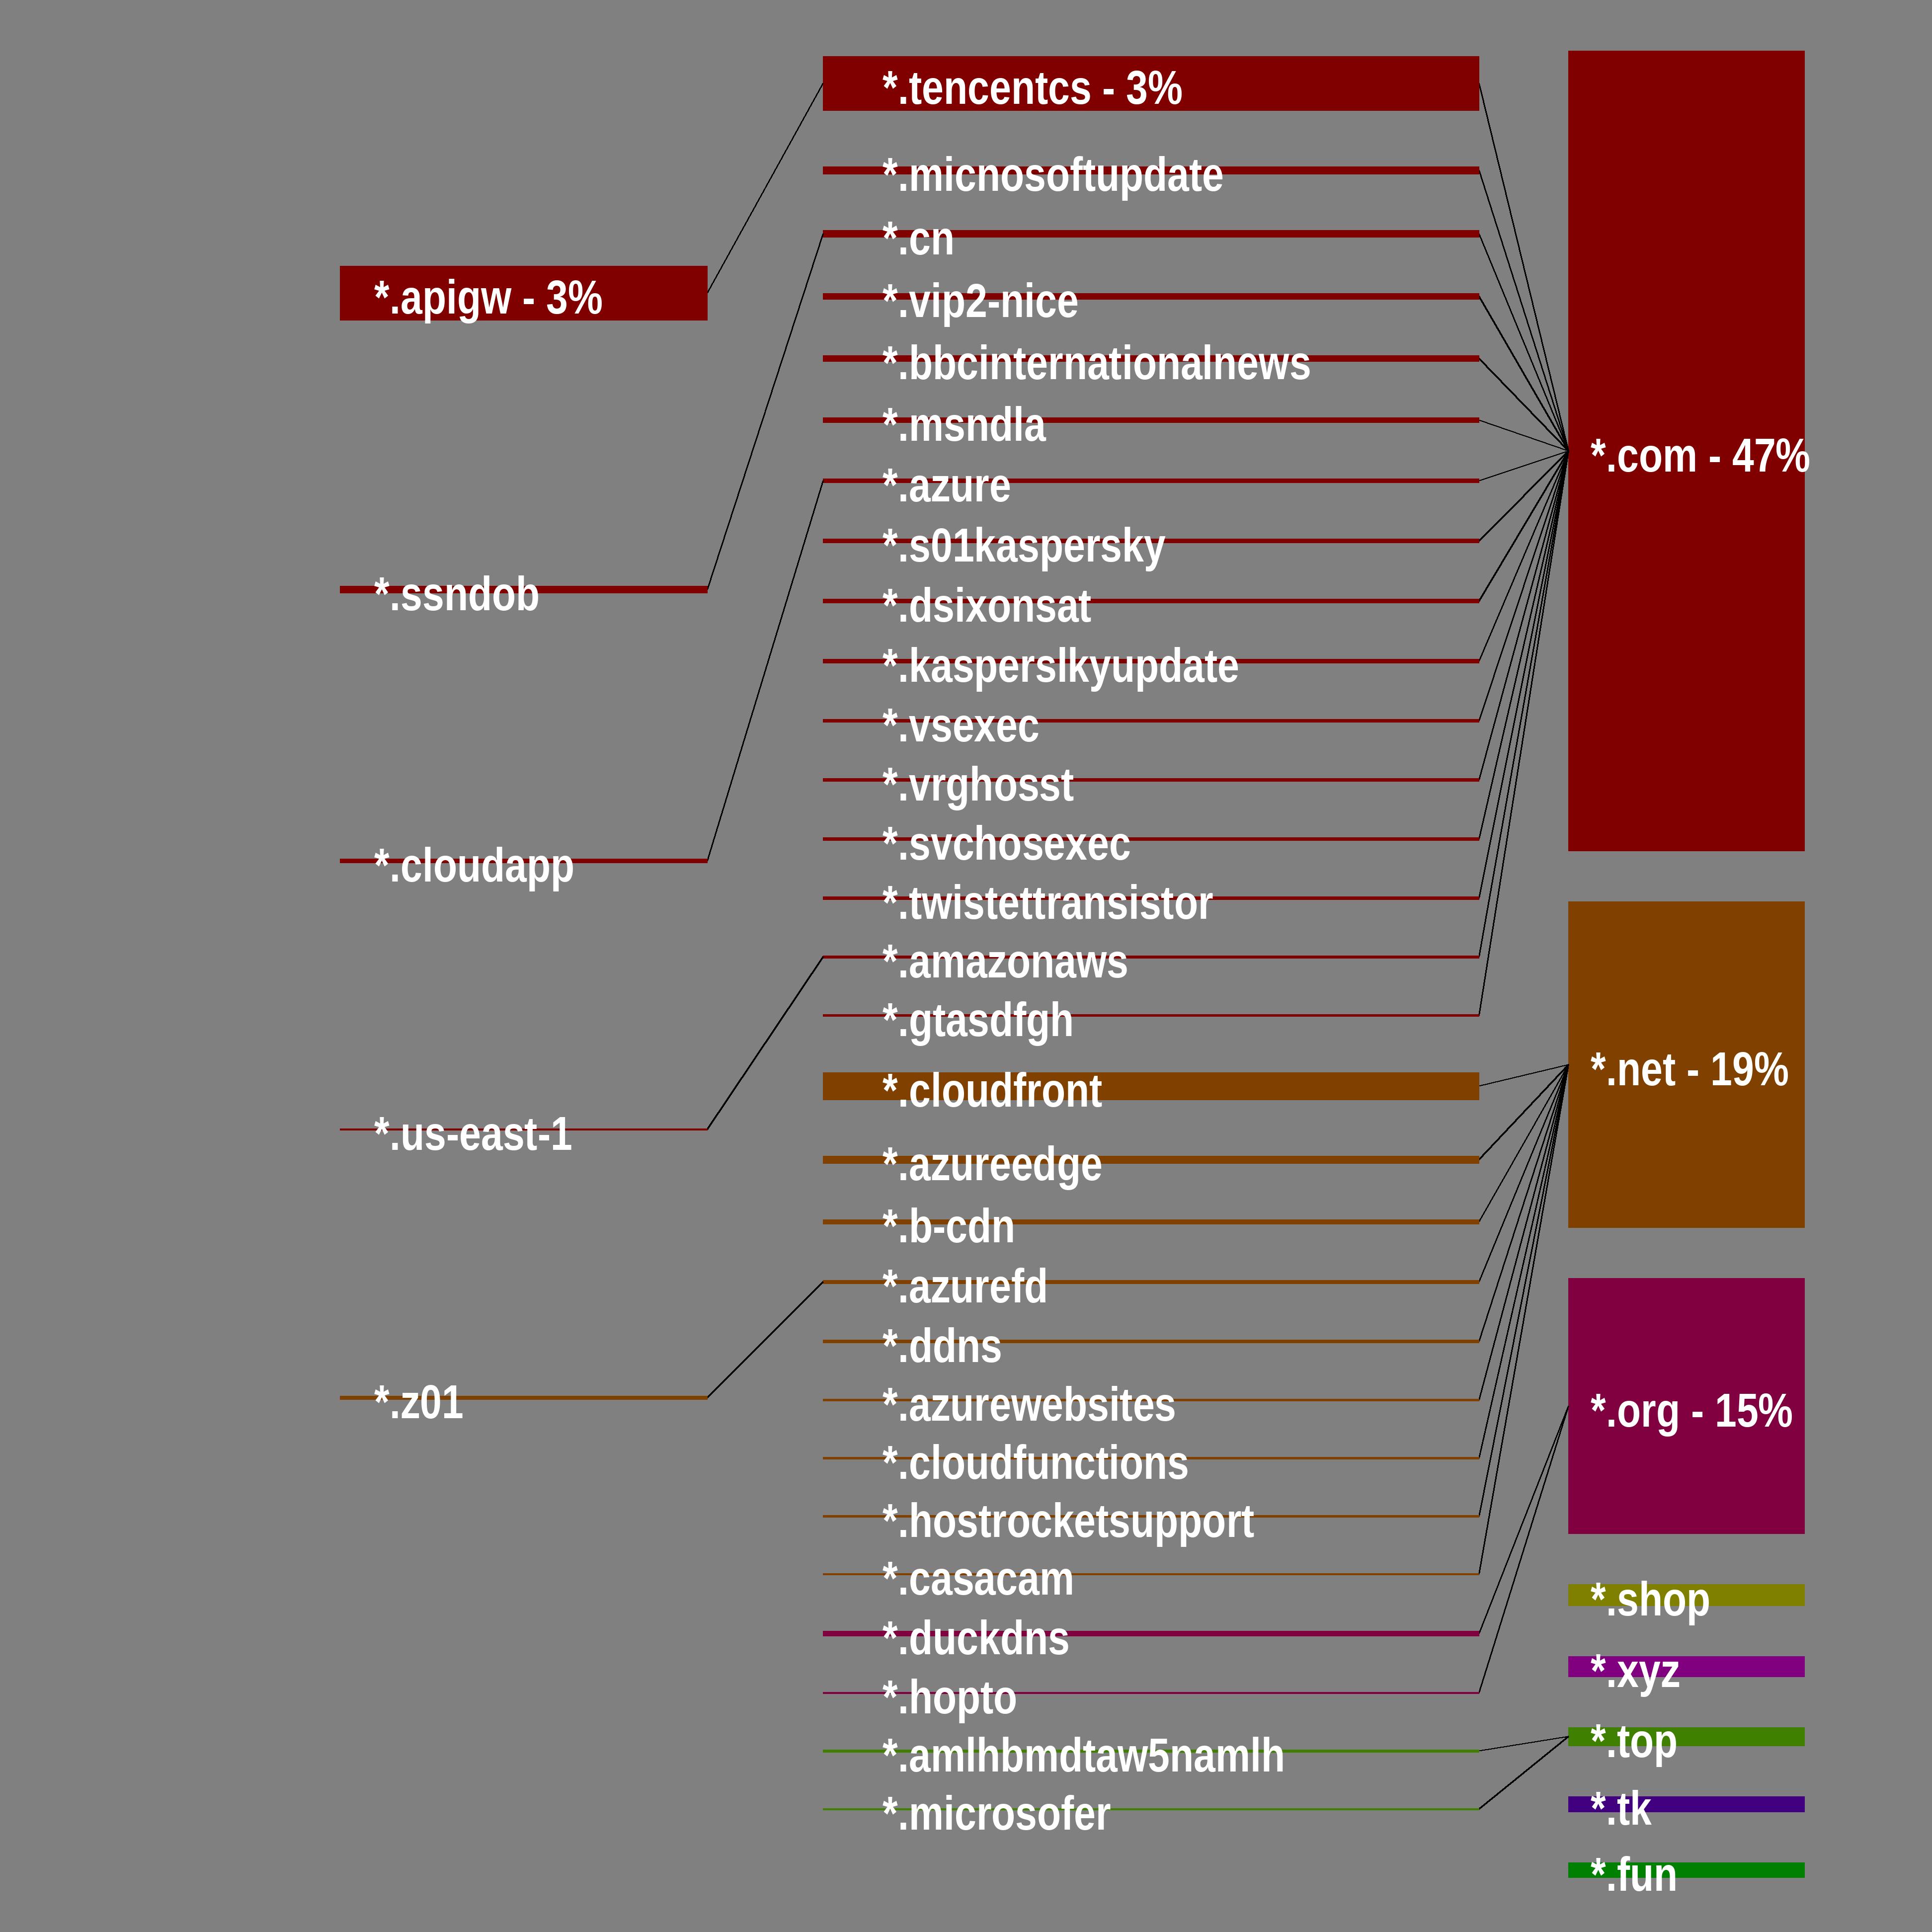 *.apigw - 3%
*.ssndob
*.cloudapp
*.us-east-1
*.z01
*.tencentcs - 3%
*.micnosoftupdate
*.cn
*.vip2-nice
*.bbcinternationalnews
*.msndla
*.azure
*.s01kaspersky
*.dsixonsat
*.kasperslkyupdate
*.vsexec
*.vrghosst
*.svchosexec
*.twistettransistor
*.amazonaws
*.gtasdfgh
*.cloudfront
*.azureedge
*.b-cdn
*.azurefd
*.ddns
*.azurewebsites
*.cloudfunctions
*.hostrocketsupport
*.casacam
*.duckdns
*.hopto
*.amlhbmdtaw5namlh
*.microsofer
*.com - 47%
*.net - 19%
*.org - 15%
*.shop
*.xyz
*.top
*.tk
*.fun